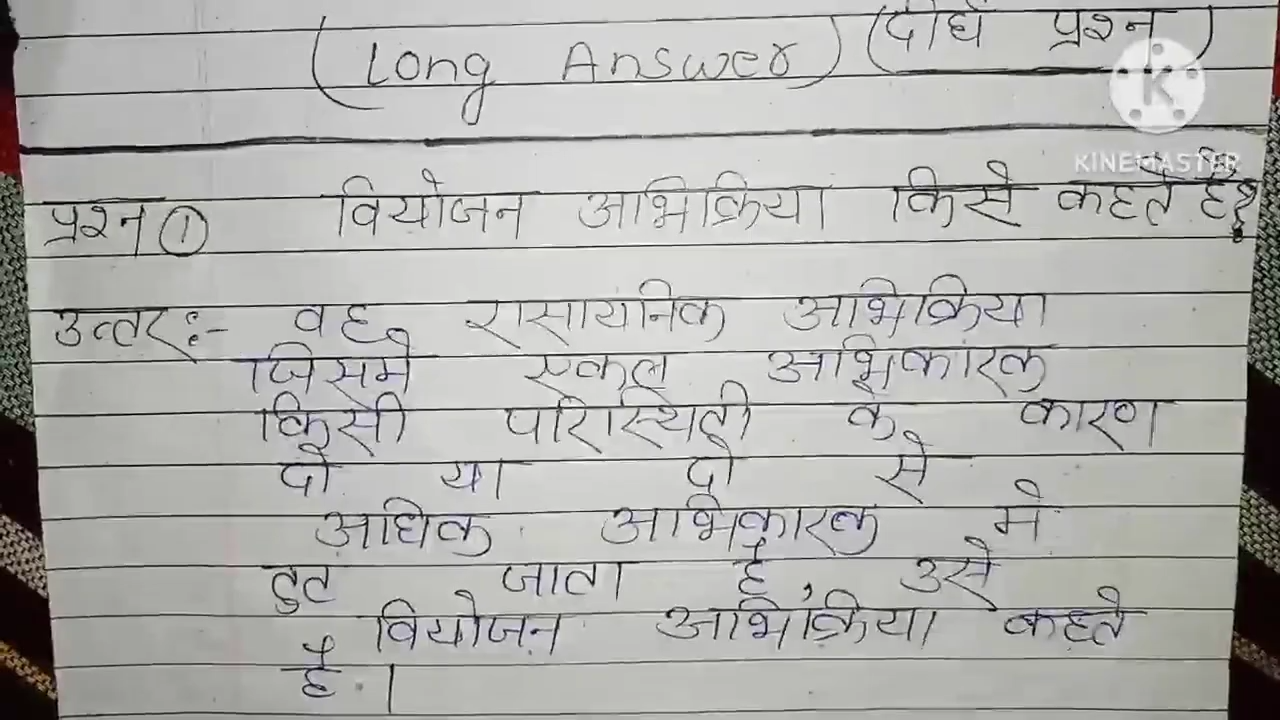 (Long Answer) (दीर्घ प्रश्न)
KINEMASTER
प्रश्न ① वियोजन अभिक्रिया किसे कहते हैं?
उत्तर:- वह रासायनिक अभिक्रिया
जिसमे एकल अभिकारक
किसी परिस्थिती के कारण
दो या दो से
अधिक अभिकारक मे
टुट जाता है, उसे
वियोजन अभिक्रिया कहते
है।